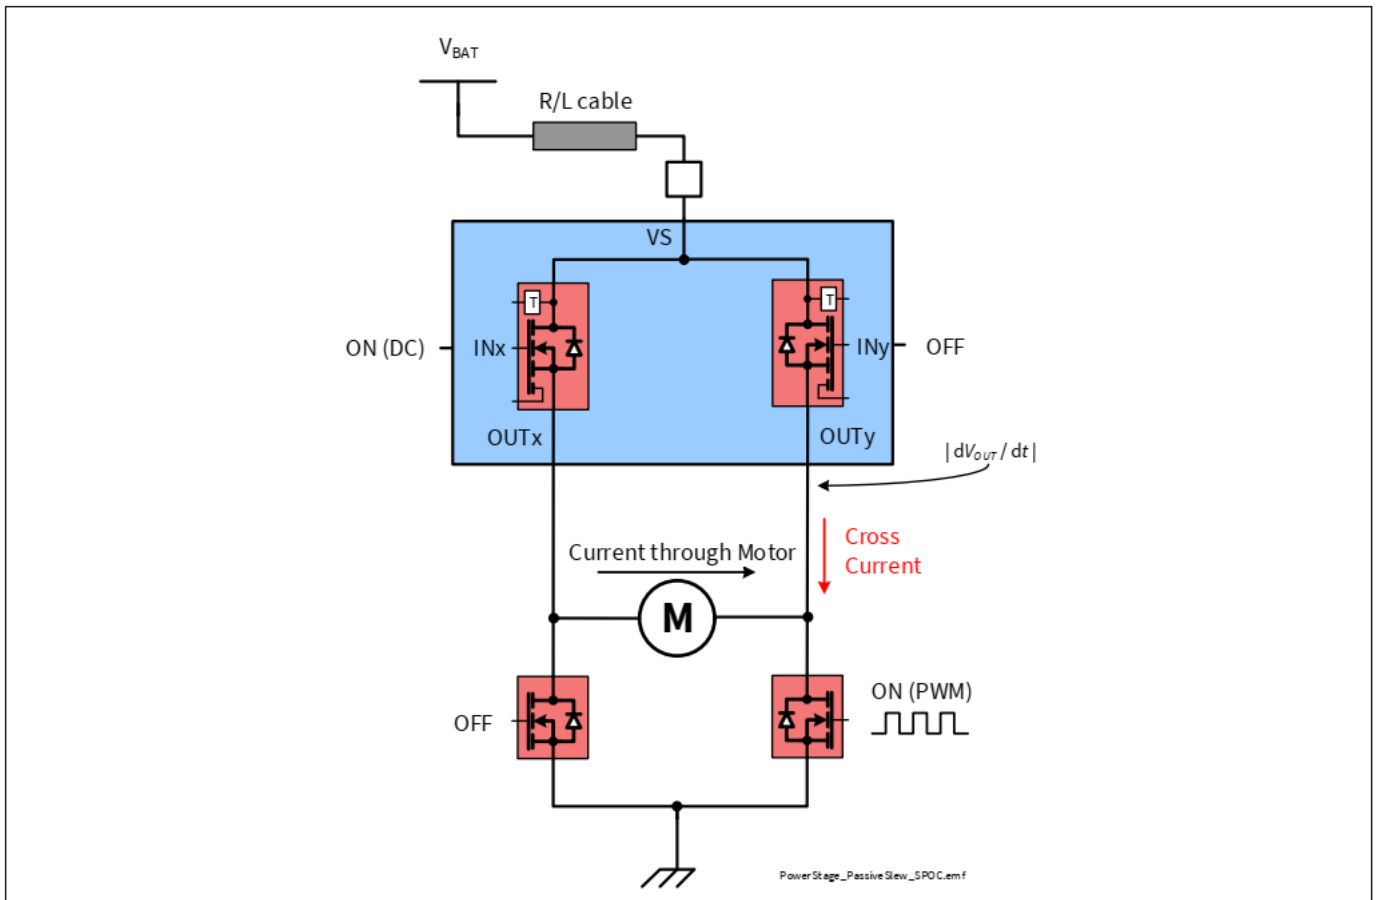 VBAT
R/L cable
VS
T
T
ON (DC)
INx
INy
OFF
OUTx
OUTy
| dVOUT / dt |
Cross
Current
Current through Motor
M
OFF
ON (PWM)
PowerStage_PassiveSlew_SPOC.emf